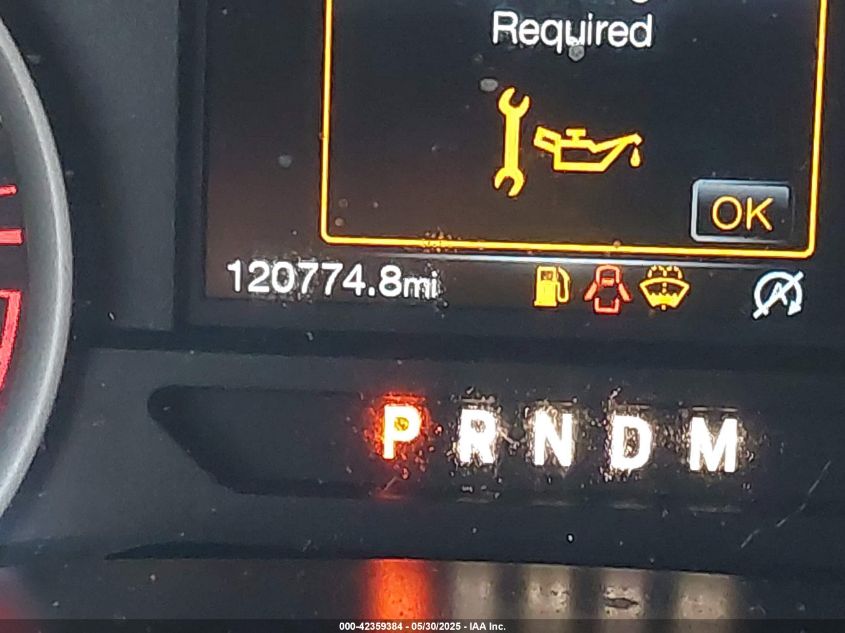 Required
OK
120774.8mi
P R N D M
000-42359384 - 05/30/2025 - IAA Inc.